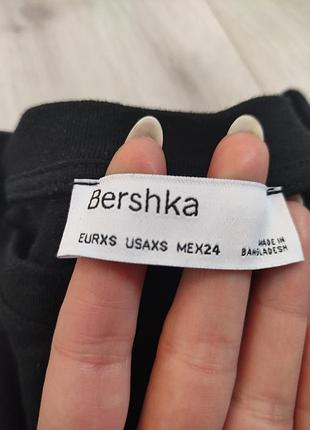 Bershka
EURXS USAXS MEX24
MADE IN
BANGLADESH